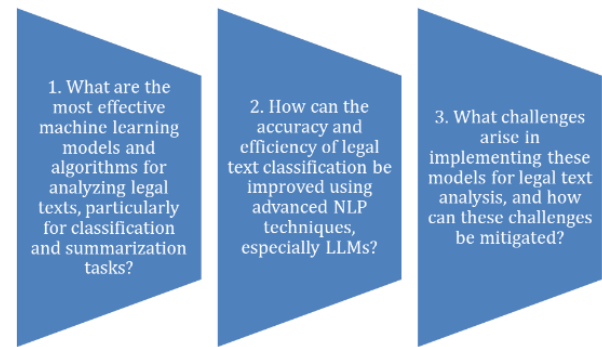 1. What are the
most effective
machine learning
models and
algorithms for
analyzing legal
texts, particularly
for classification
and summarization
tasks?
2. How can the
accuracy and
efficiency of legal
text classification be
improved using
advanced NLP
techniques,
especially LLMs?
3. What challenges
arise in
implementing these
models for legal text
analysis, and how
can these challenges
be mitigated?